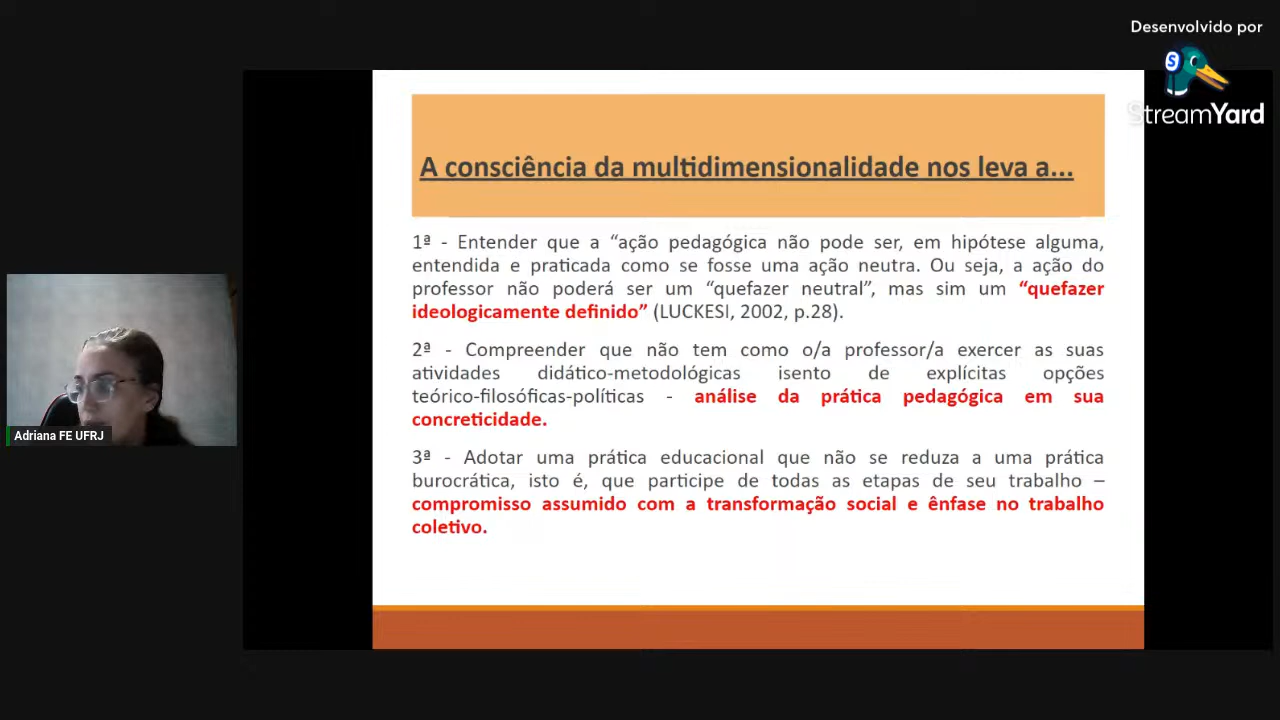 Desenvolvido por
StreamYard
A consciência da multidimensionalidade nos leva a...
1ª - Entender que a “ação pedagógica não pode ser, em hipótese alguma,
entendida e praticada como se fosse uma ação neutra. Ou seja, a ação do
professor não poderá ser um “quefazer neutral”, mas sim um “quefazer
ideologicamente definido” (LUCKESI, 2002, p.28).
2ª - Compreender que não tem como o/a professor/a exercer as suas
atividades didático-metodológicas isento de explícitas opções
teórico-filosóficas-políticas - análise da prática pedagógica em sua
concreticidade.
3ª - Adotar uma prática educacional que não se reduza a uma prática
burocrática, isto é, que participe de todas as etapas de seu trabalho –
compromisso assumido com a transformação social e ênfase no trabalho
coletivo.
Adriana FE UFRJ